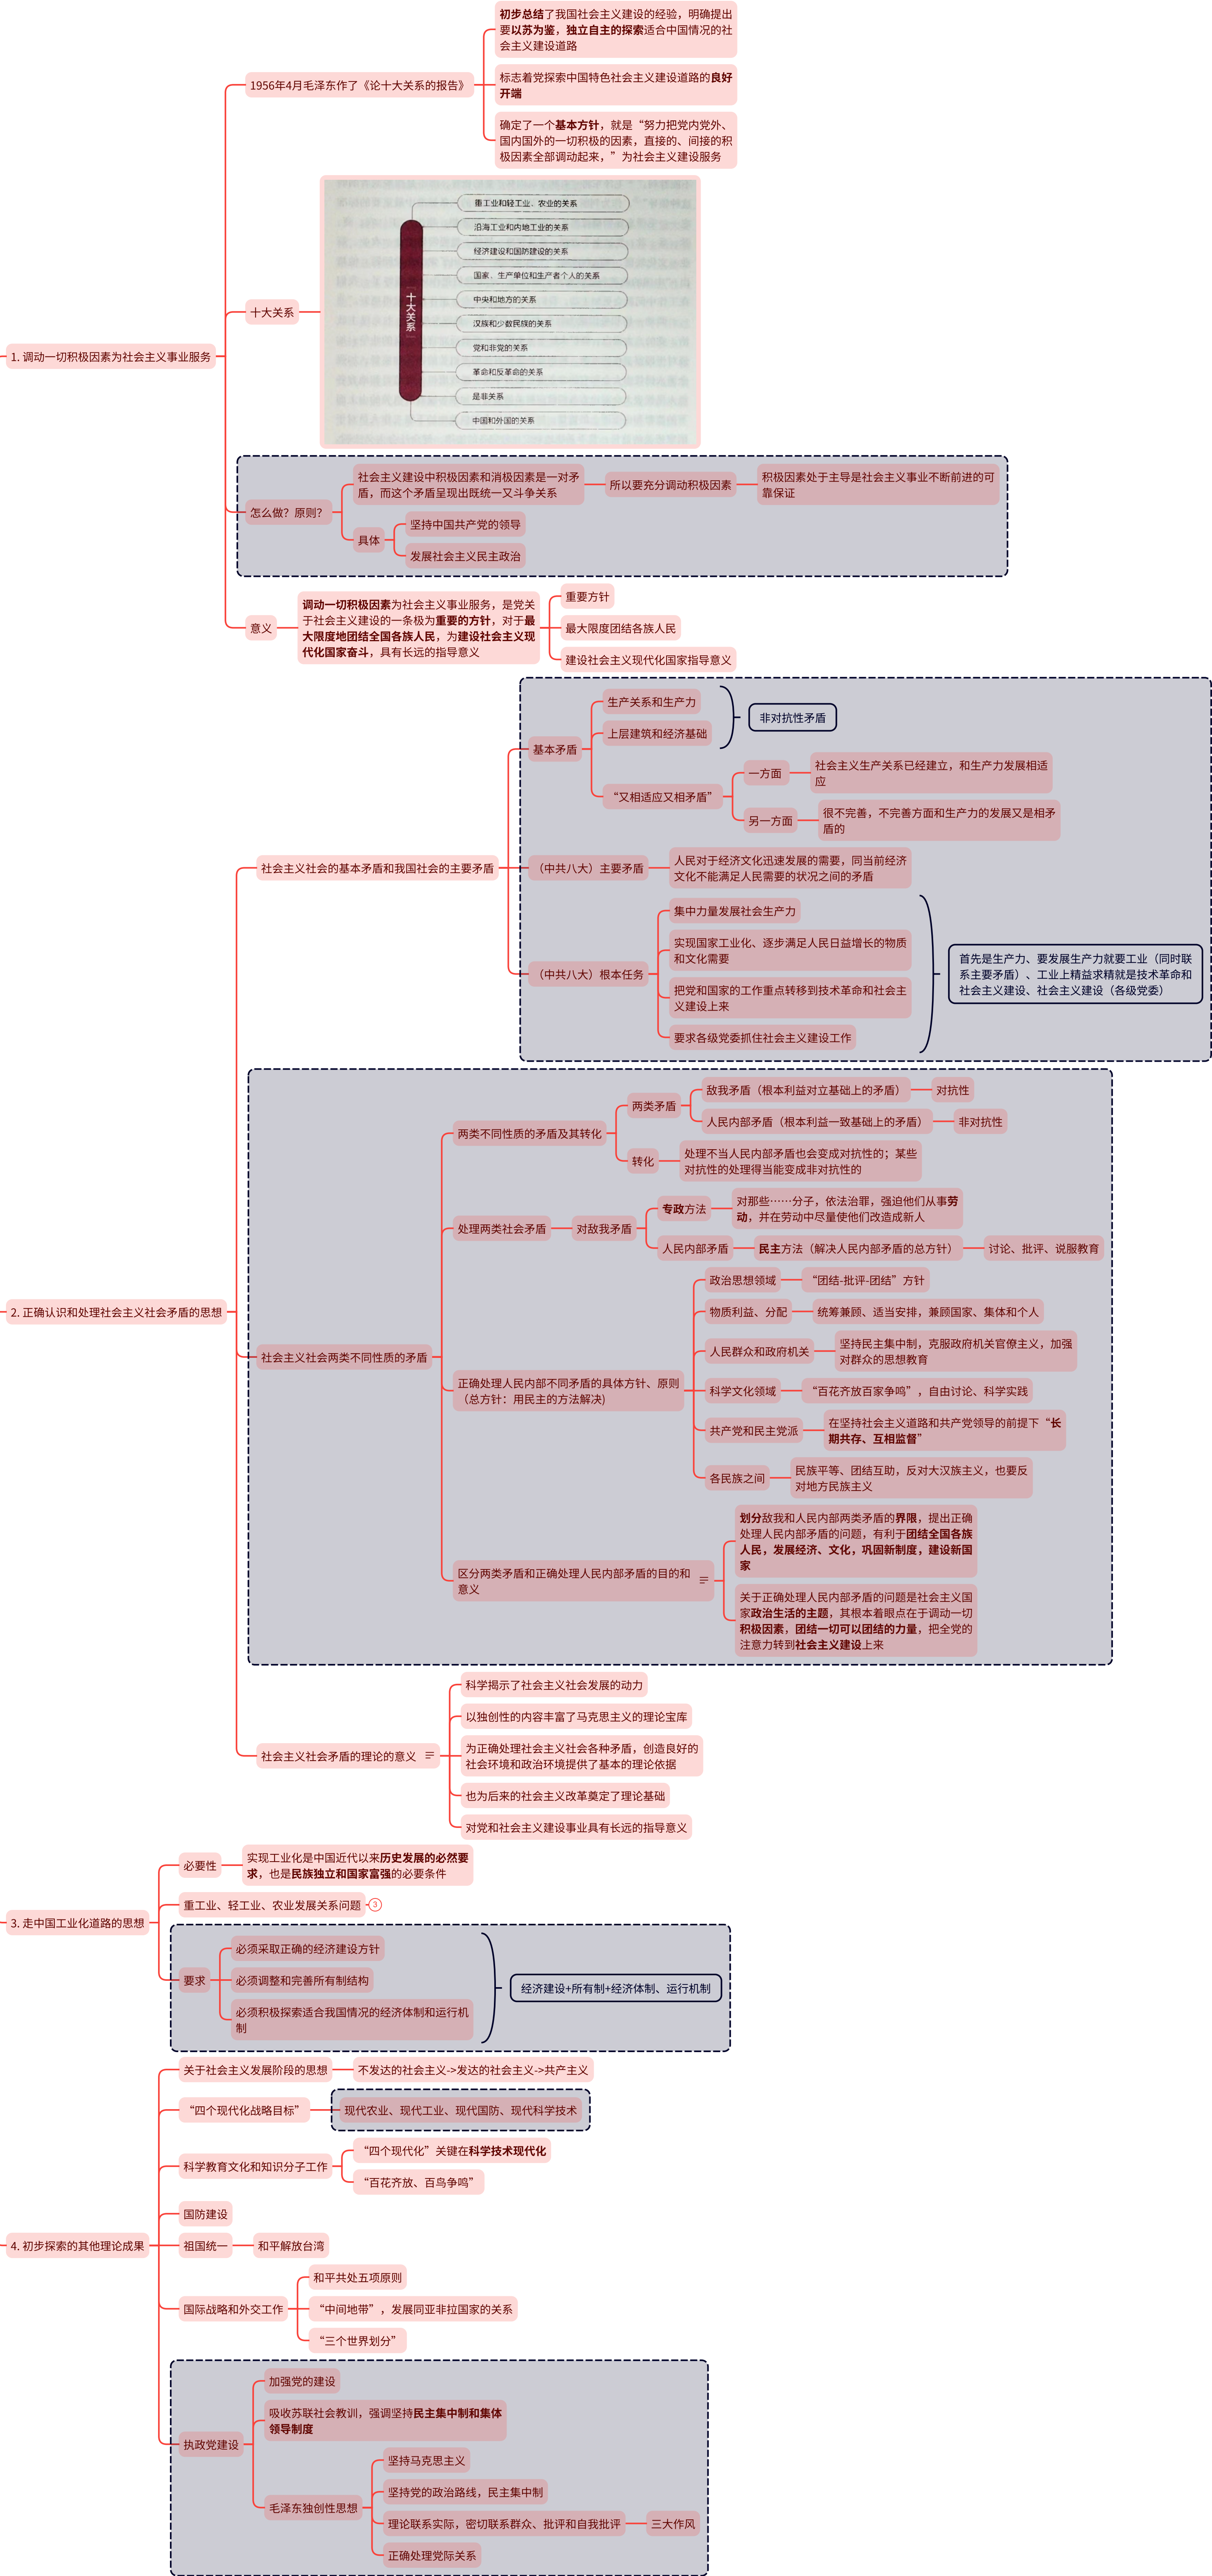 初步总结了我国社会主义建设的经验，明确提出
要以苏为鉴，独立自主的探索适合中国情况的社
会主义建设道路
1956年4月毛泽东作了《论十大关系的报告》
标志着党探索中国特色社会主义建设道路的良好
开端
确定了一个基本方针，就是“努力把党内党外、
国内国外的一切积极的因素，直接的、间接的积
极因素全部调动起来，”为社会主义建设服务
1. 调动一切积极因素为社会主义事业服务
十大关系
十大关系
重工业和轻工业、农业的关系
沿海工业和内地工业的关系
经济建设和国防建设的关系
国家、生产单位和生产者个人的关系
中央和地方的关系
汉族和少数民族的关系
党和非党的关系
革命和反革命的关系
是非关系
中国和外国的关系
怎么做？原则？
社会主义建设中积极因素和消极因素是一对矛
盾，而这个矛盾呈现出既统一又斗争关系
所以要充分调动积极因素
积极因素处于主导是社会主义事业不断前进的可
靠保证
具体
坚持中国共产党的领导
发展社会主义民主政治
意义
调动一切积极因素为社会主义事业服务，是党关
于社会主义建设的一条极为重要的方针，对于最
大限度地团结全国各族人民，为建设社会主义现
代化国家奋斗，具有长远的指导意义
重要方针
最大限度团结各族人民
建设社会主义现代化国家指导意义
2. 正确认识和处理社会主义社会矛盾的思想
社会主义社会的基本矛盾和我国社会的主要矛盾
基本矛盾
生产关系和生产力
上层建筑和经济基础
非对抗性矛盾
“又相适应又相矛盾”
一方面
社会主义生产关系已经建立，和生产力发展相适
应
另一方面
很不完善，不完善方面和生产力的发展又是相矛
盾的
（中共八大）主要矛盾
人民对于经济文化迅速发展的需要，同当前经济
文化不能满足人民需要的状况之间的矛盾
（中共八大）根本任务
集中力量发展社会生产力
实现国家工业化、逐步满足人民日益增长的物质
和文化需要
把党和国家的工作重点转移到技术革命和社会主
义建设上来
要求各级党委抓住社会主义建设工作
首先是生产力、要发展生产力就要工业（同时联
系主要矛盾）、工业上精益求精就是技术革命和
社会主义建设、社会主义建设（各级党委）
社会主义社会两类不同性质的矛盾
两类不同性质的矛盾及其转化
两类矛盾
敌我矛盾（根本利益对立基础上的矛盾）
对抗性
人民内部矛盾（根本利益一致基础上的矛盾）
非对抗性
转化
处理不当人民内部矛盾也会变成对抗性的；某些
对抗性的处理得当能变成非对抗性的
处理两类社会矛盾
对敌我矛盾
专政方法
对那些……分子，依法治罪，强迫他们从事劳
动，并在劳动中尽量使他们改造成新人
人民内部矛盾
民主方法（解决人民内部矛盾的总方针）
讨论、批评、说服教育
正确处理人民内部不同矛盾的具体方针、原则
（总方针：用民主的方法解决)
政治思想领域
“团结-批评-团结”方针
物质利益、分配
统筹兼顾、适当安排，兼顾国家、集体和个人
人民群众和政府机关
坚持民主集中制，克服政府机关官僚主义，加强
对群众的思想教育
科学文化领域
“百花齐放百家争鸣”，自由讨论、科学实践
共产党和民主党派
在坚持社会主义道路和共产党领导的前提下“长
期共存、互相监督”
各民族之间
民族平等、团结互助，反对大汉族主义，也要反
对地方民族主义
区分两类矛盾和正确处理人民内部矛盾的目的和
意义
划分敌我和人民内部两类矛盾的界限，提出正确
处理人民内部矛盾的问题，有利于团结全国各族
人民，发展经济、文化，巩固新制度，建设新国
家
关于正确处理人民内部矛盾的问题是社会主义国
家政治生活的主题，其根本着眼点在于调动一切
积极因素，团结一切可以团结的力量，把全党的
注意力转到社会主义建设上来
社会主义社会矛盾的理论的意义
科学揭示了社会主义社会发展的动力
以独创性的内容丰富了马克思主义的理论宝库
为正确处理社会主义社会各种矛盾，创造良好的
社会环境和政治环境提供了基本的理论依据
也为后来的社会主义改革奠定了理论基础
对党和社会主义建设事业具有长远的指导意义
3. 走中国工业化道路的思想
必要性
实现工业化是中国近代以来历史发展的必然要
求，也是民族独立和国家富强的必要条件
重工业、轻工业、农业发展关系问题
3
要求
必须采取正确的经济建设方针
必须调整和完善所有制结构
必须积极探索适合我国情况的经济体制和运行机
制
经济建设+所有制+经济体制、运行机制
4. 初步探索的其他理论成果
关于社会主义发展阶段的思想
不发达的社会主义->发达的社会主义->共产主义
“四个现代化战略目标”
现代农业、现代工业、现代国防、现代科学技术
科学教育文化和知识分子工作
“四个现代化”关键在科学技术现代化
“百花齐放、百鸟争鸣”
国防建设
祖国统一
和平解放台湾
国际战略和外交工作
和平共处五项原则
“中间地带”，发展同亚非拉国家的关系
“三个世界划分”
执政党建设
加强党的建设
吸收苏联社会教训，强调坚持民主集中制和集体
领导制度
毛泽东独创性思想
坚持马克思主义
坚持党的政治路线，民主集中制
理论联系实际，密切联系群众、批评和自我批评
三大作风
正确处理党际关系